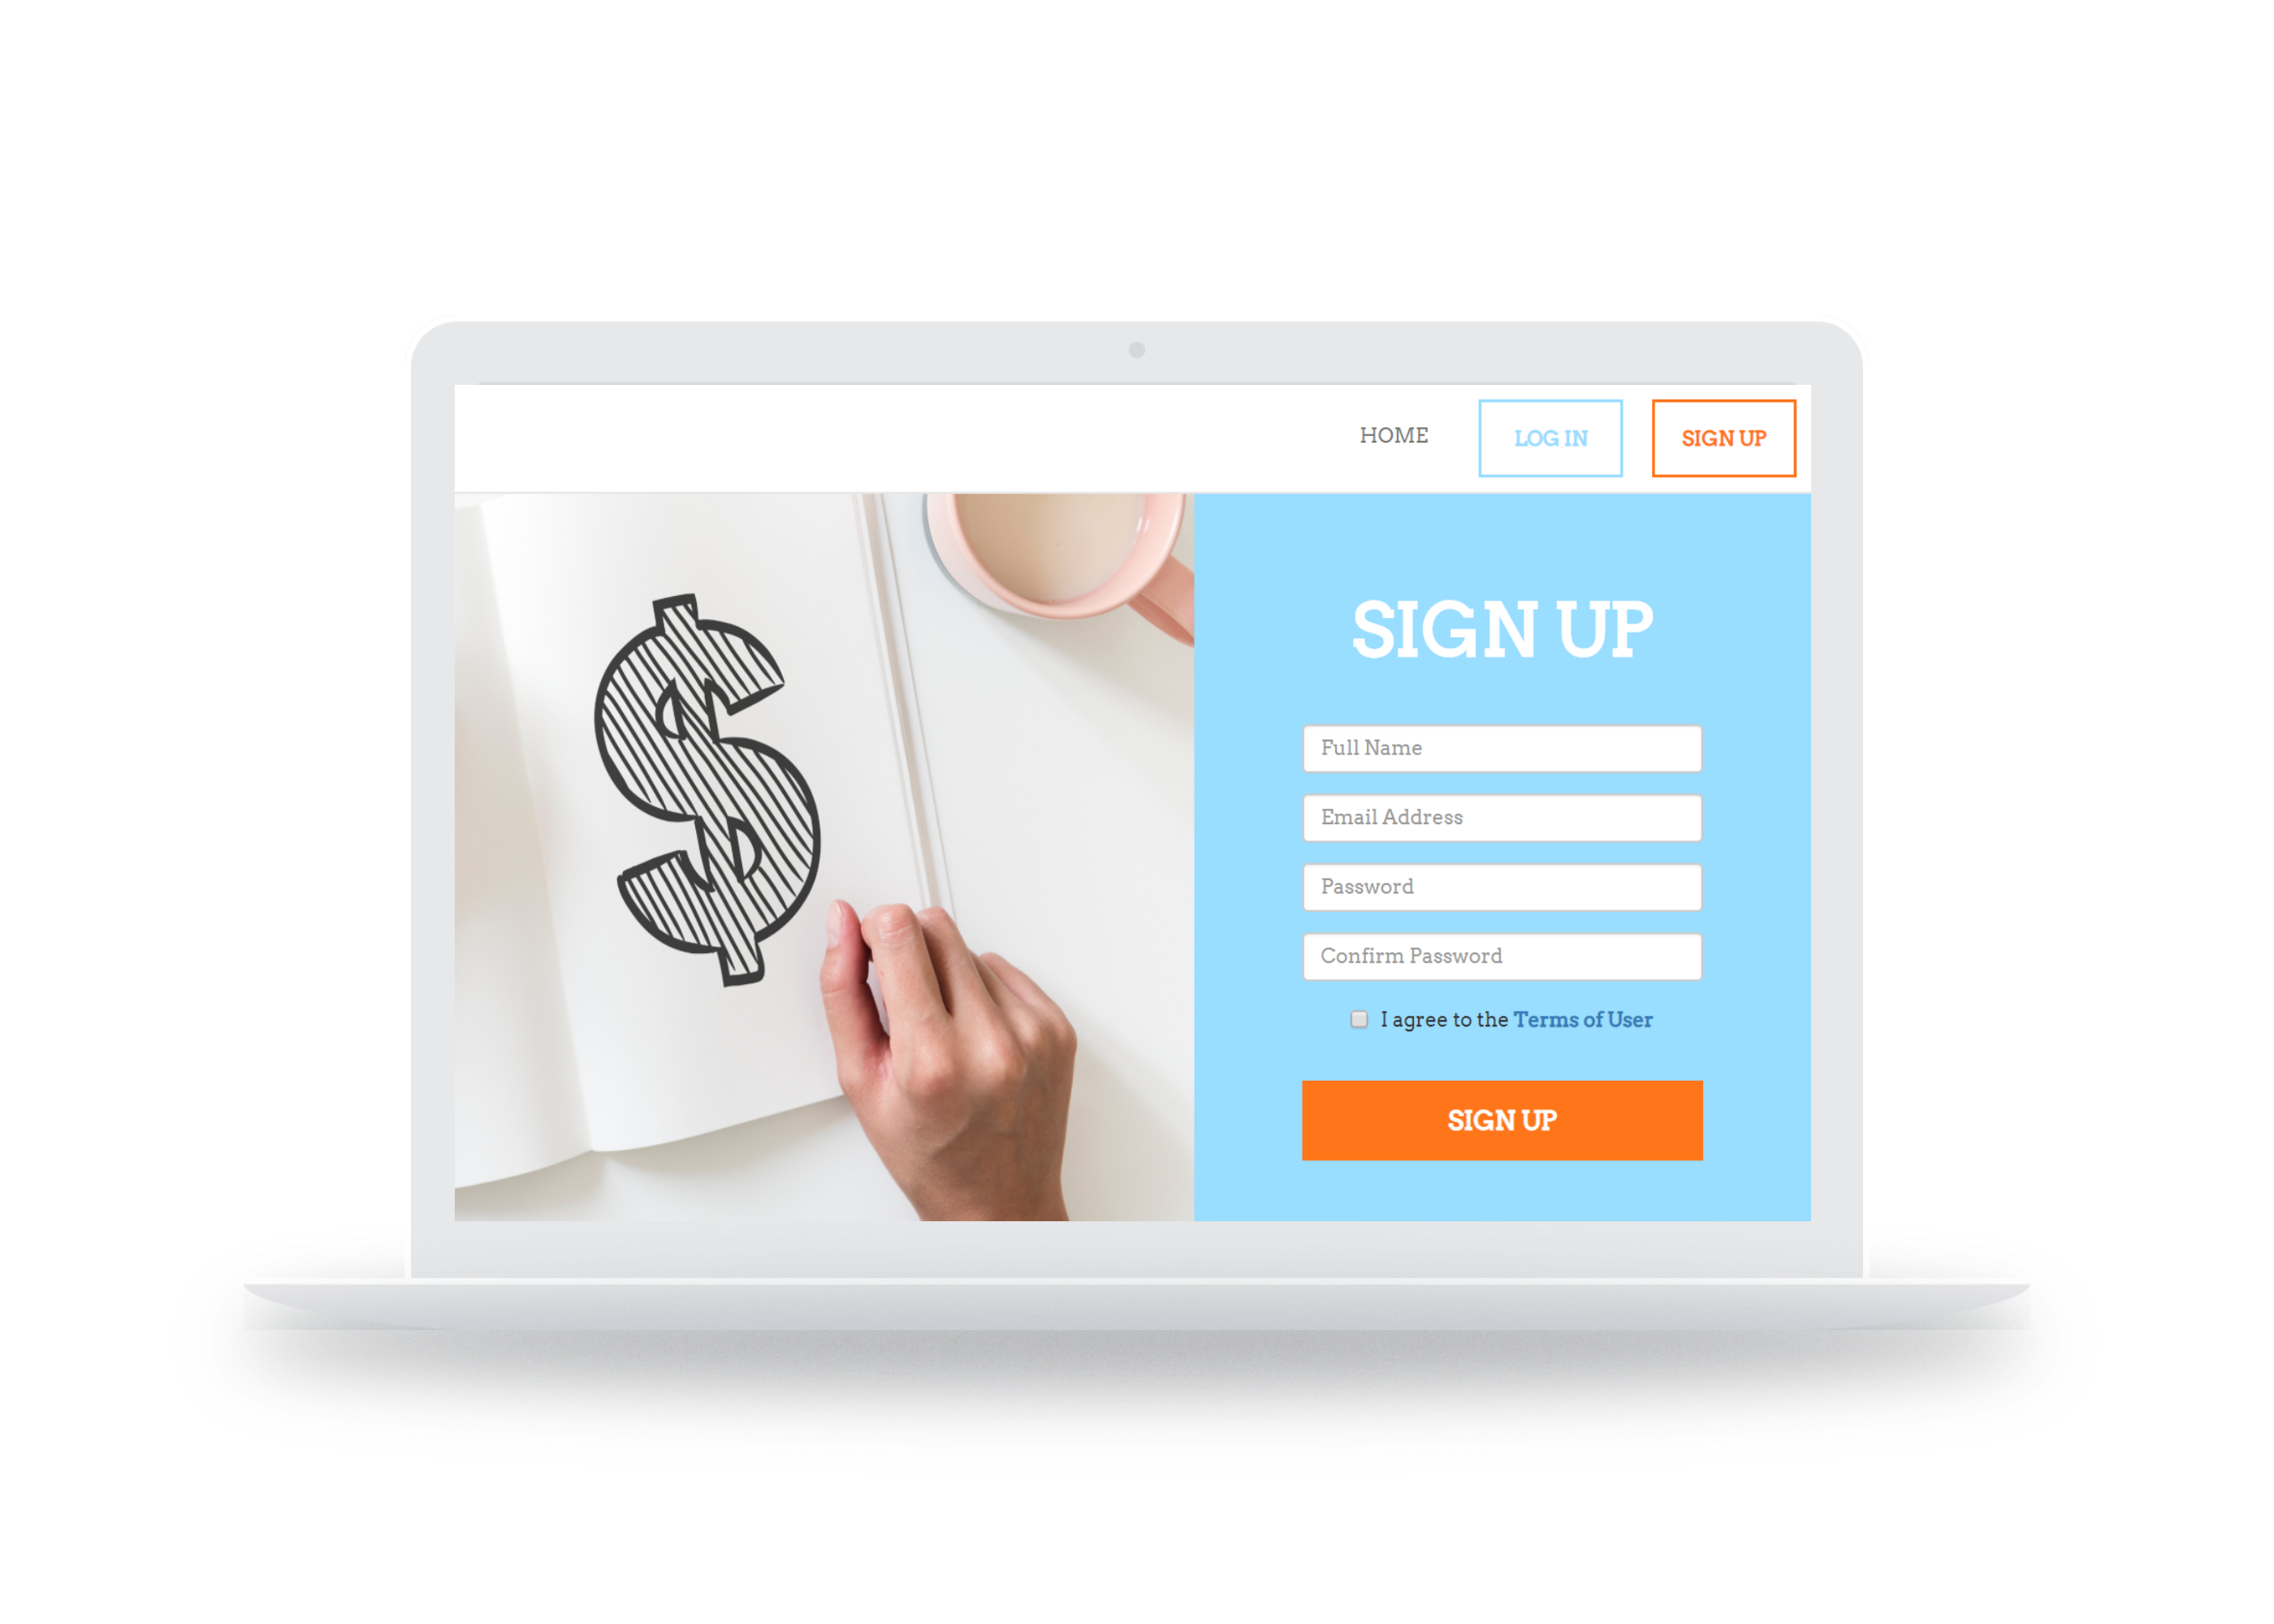 HOME
LOG IN
SIGN UP
$
SIGN UP
Full Name
Email Address
Password
Confirm Password
I agree to the Terms of User
SIGN UP